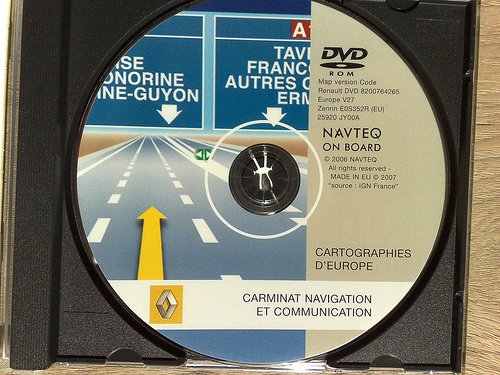 ISE
ONORINE
NE-GUYON
A
TAV
FRANC
AUTRES C
ERM
DVD
ROM
Map version Code
Renault DVD 8200764265
Europe V27
Zenrin E0S352R (EU)
25920 JY00A
NAVTEQ
ON BOARD
© 2006 NAVTEQ
All rights reserved -
MADE IN EU © 2007
"source : IGN France"
CARTOGRAPHIES
D'EUROPE
CARMINAT NAVIGATION
ET COMMUNICATION